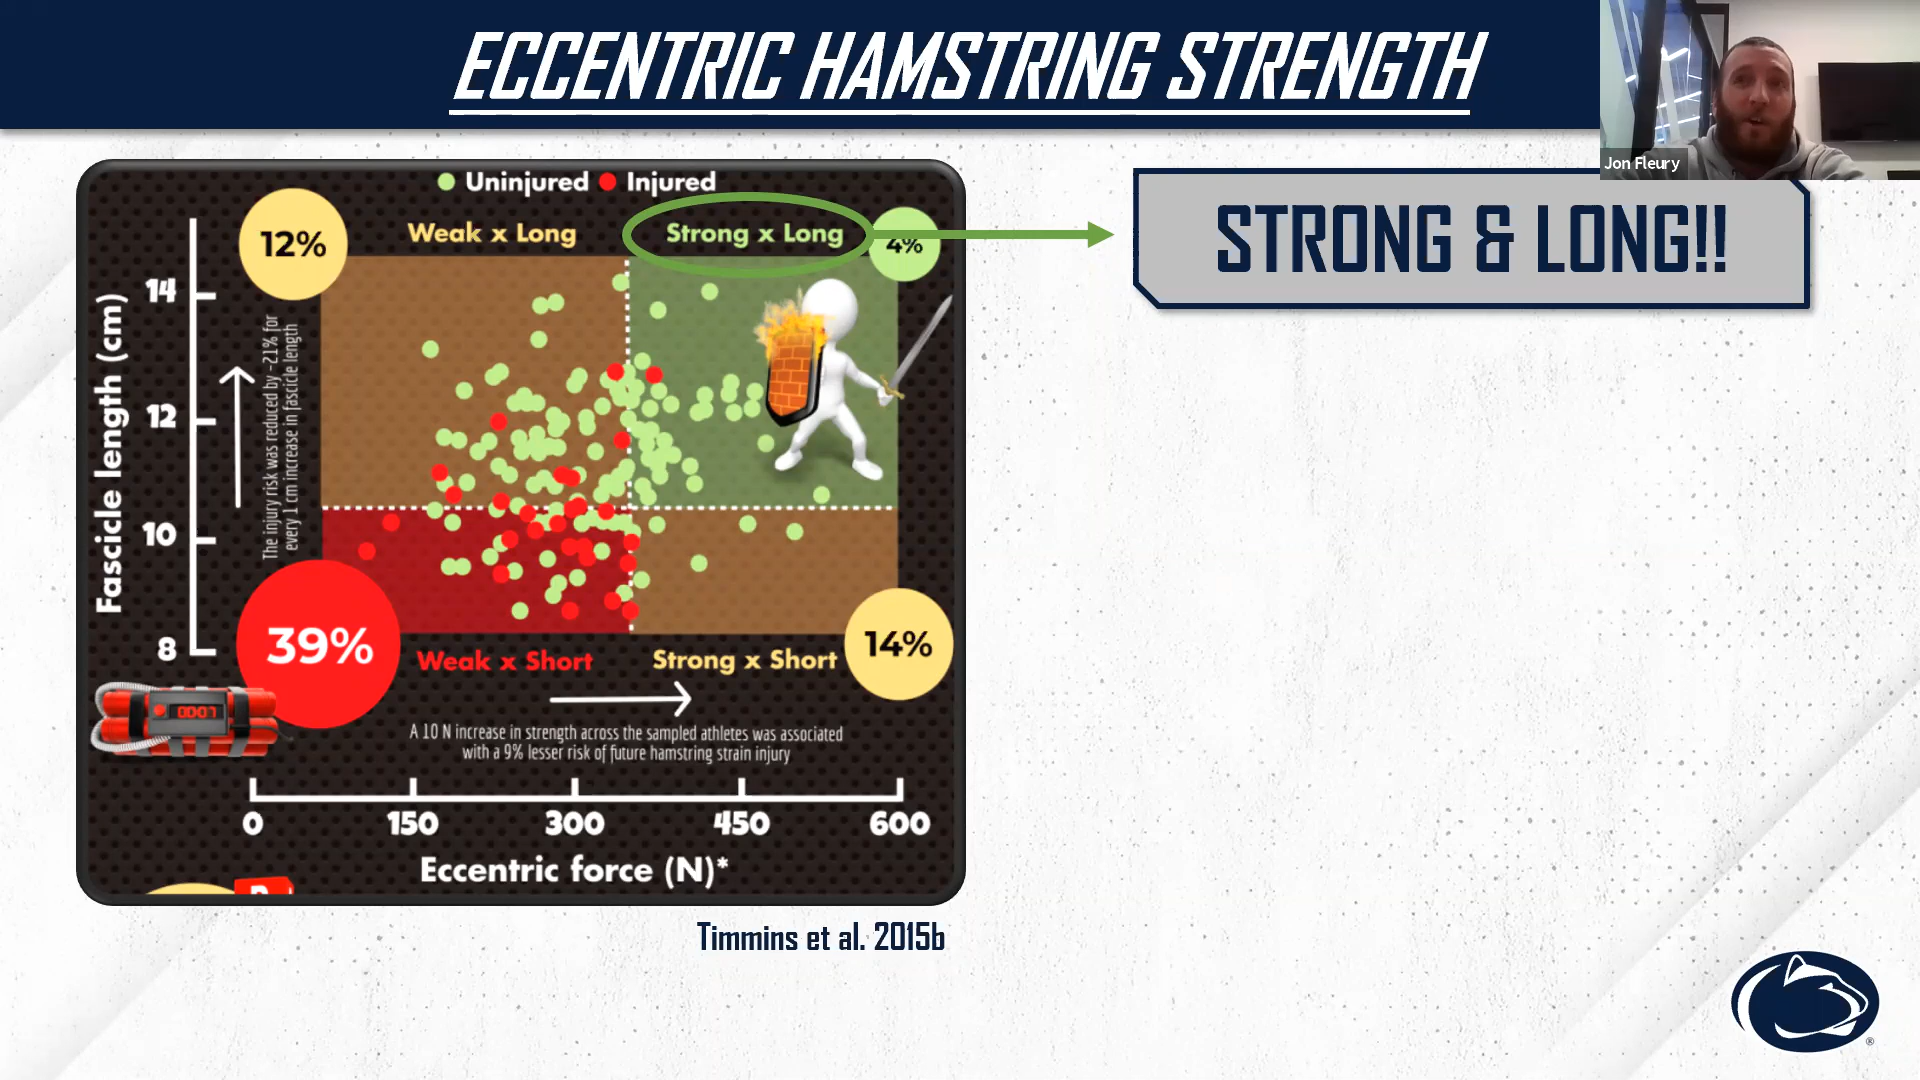 ECCENTRIC HAMSTRING STRENGTH
Jon Fleury
Uninjured Injured
12%
Weak x Long
Strong x Long
4%
STRONG & LONG!!
Fascicle length (cm)
14
12
10
8
The injury risk was reduced by ~21% for
every 1 cm increase in fascicle length
39%
Weak x Short
Strong x Short
14%
0007
A 10 N increase in strength across the sampled athletes was associated
with a 9% lesser risk of future hamstring strain injury
0 150 300 450 600
Eccentric force (N)*
Timmins et al. 2015b
®